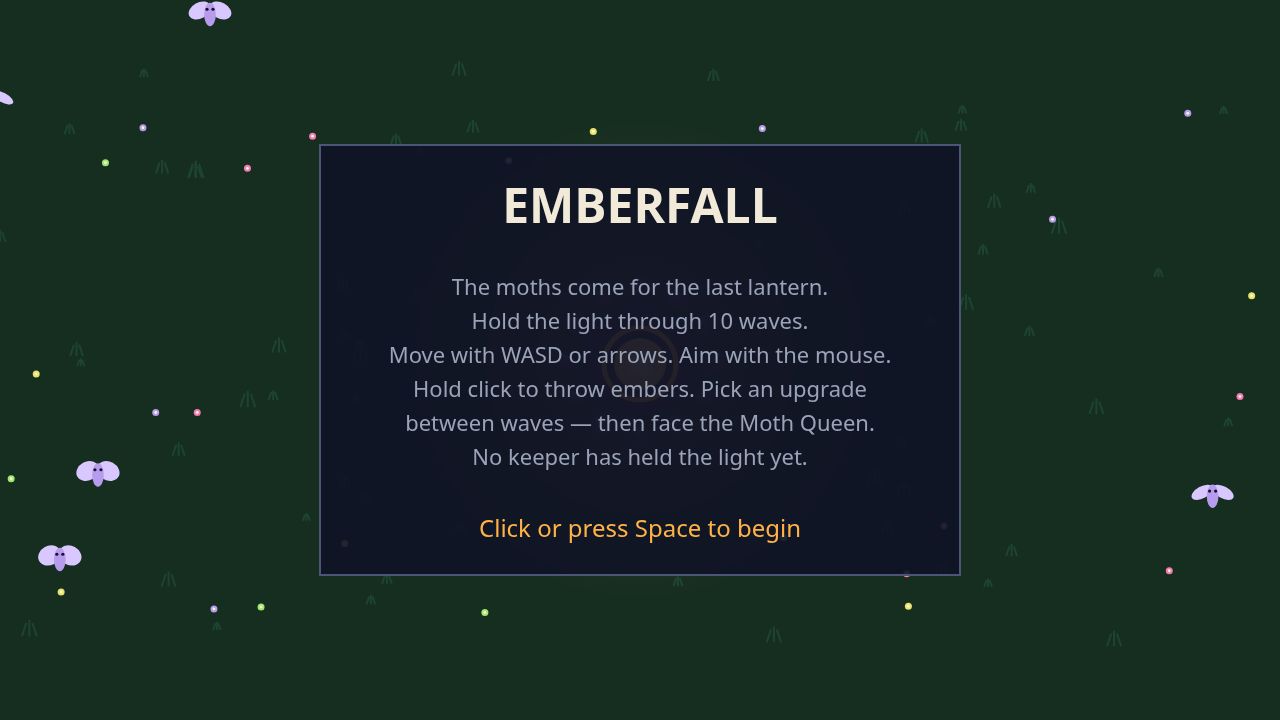 EMBERFALL
The moths come for the last lantern.
Hold the light through 10 waves.
Move with WASD or arrows. Aim with the mouse.
Hold click to throw embers. Pick an upgrade
between waves — then face the Moth Queen.
No keeper has held the light yet.
Click or press Space to begin